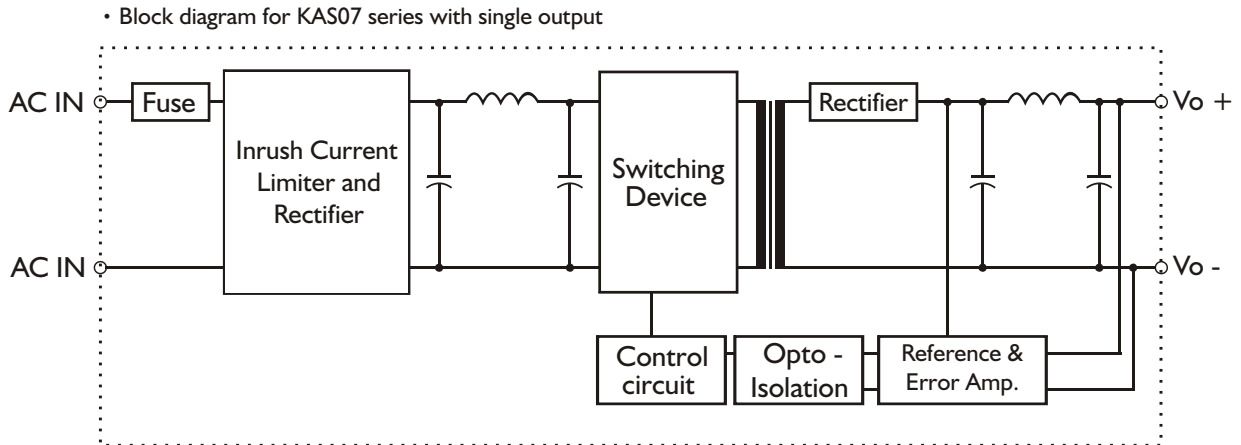 • Block diagram for KAS07 series with single output
AC IN
Fuse
Inrush Current
Limiter and
Rectifier
Switching
Device
Rectifier
Vo +
AC IN
Vo -
Control
circuit
Opto -
Isolation
Reference &
Error Amp.